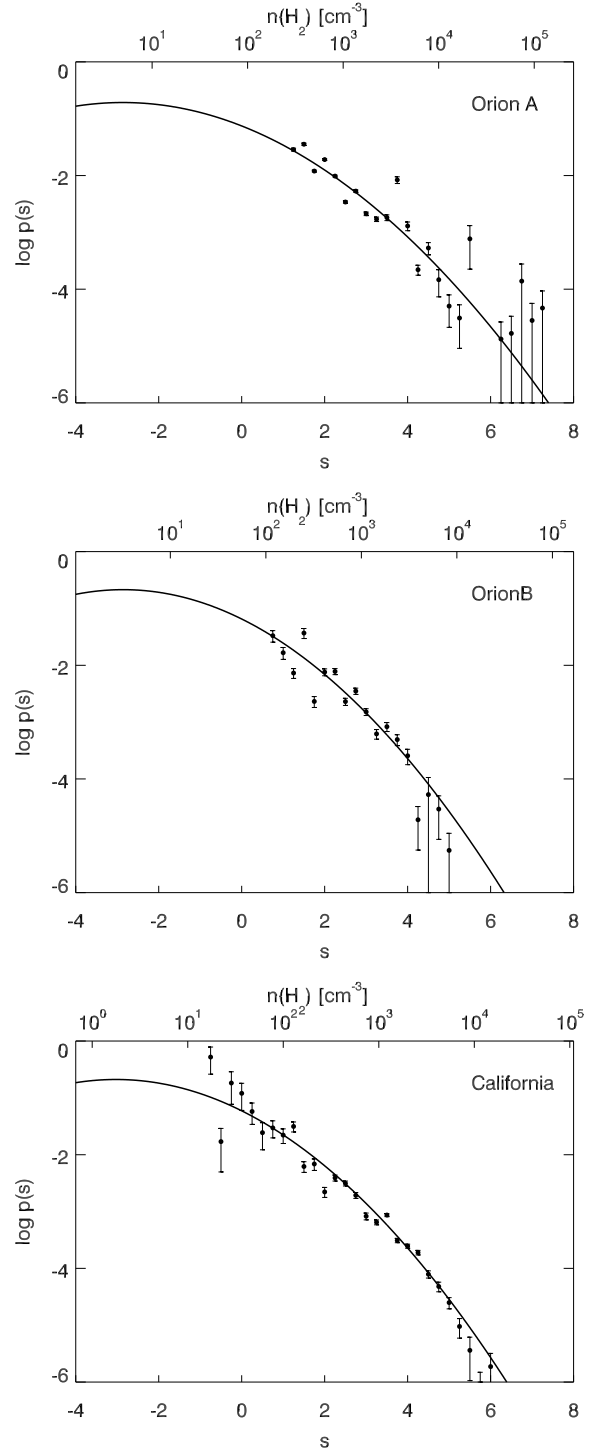 n(H₂) [cm⁻³]
10¹ 10² 10³ 10⁴ 10⁵
Orion A
0
-2
-4
-6
log p(s)
-4 -2 0 2 4 6 8
s
n(H₂) [cm⁻³]
10¹ 10² 10³ 10⁴ 10⁵
OrionB
0
-2
-4
-6
log p(s)
-4 -2 0 2 4 6 8
s
n(H₂) [cm⁻³]
10⁰ 10¹ 10² 10³ 10⁴ 10⁵
California
0
-2
-4
-6
log p(s)
-4 -2 0 2 4 6 8
s